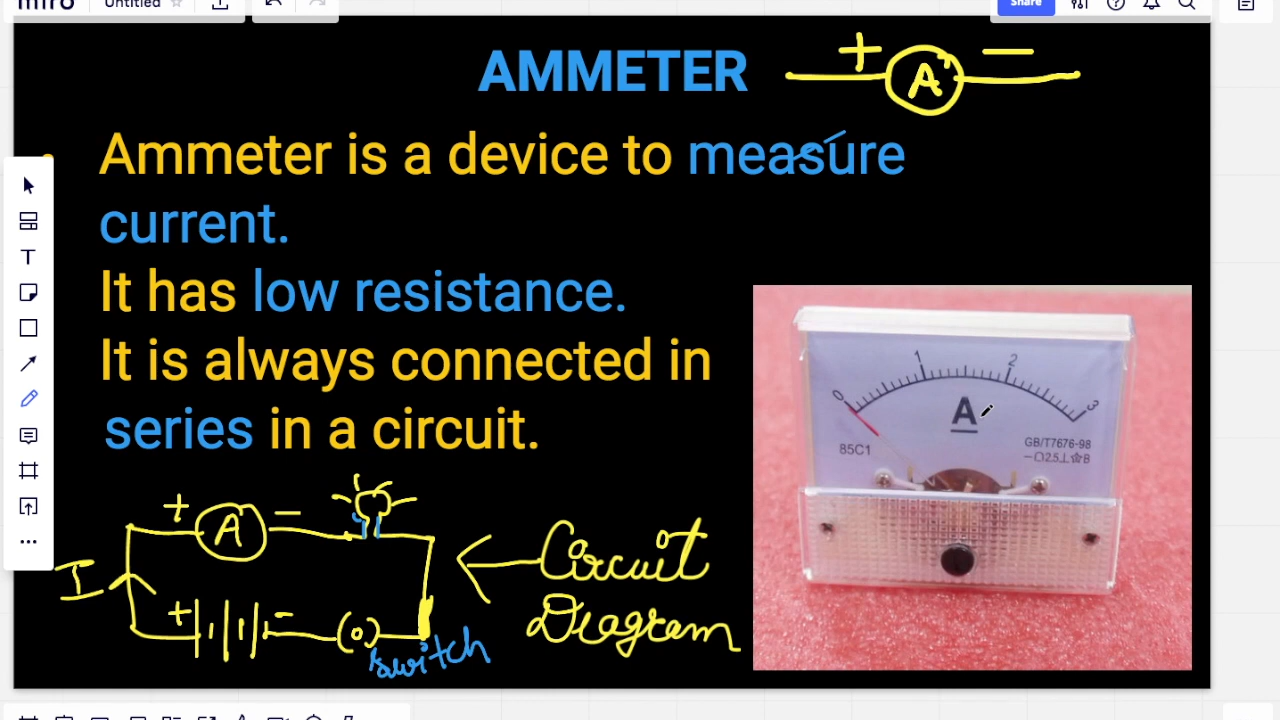 miro Untitled
Share
AMMETER
+ A −
Ammeter is a device to measure
current.
It has low resistance.
It is always connected in
series in a circuit.
0 1 2 3
A
85C1
GB/T7676-98
+ A −
I
+ −
switch
Circuit
Diagram
T